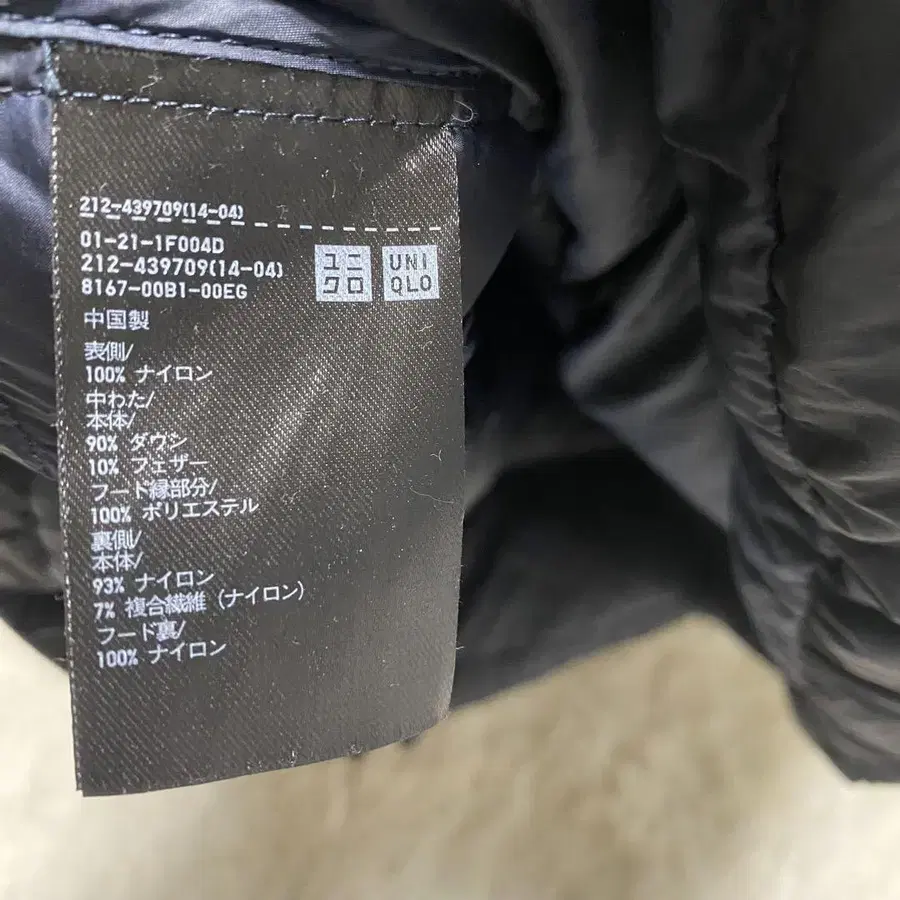 212-439709(14-04)
01-21-1F004D
212-439709(14-04)
8167-00B1-00EG
ユニ
クロ
UNI
QLO
中国製
表側/
100% ナイロン
中わた/
本体/
90% ダウン
10% フェザー
フード縁部分/
100% ポリエステル
裏側/
本体/
93% ナイロン
7% 複合繊維 (ナイロン)
フード裏/
100% ナイロン